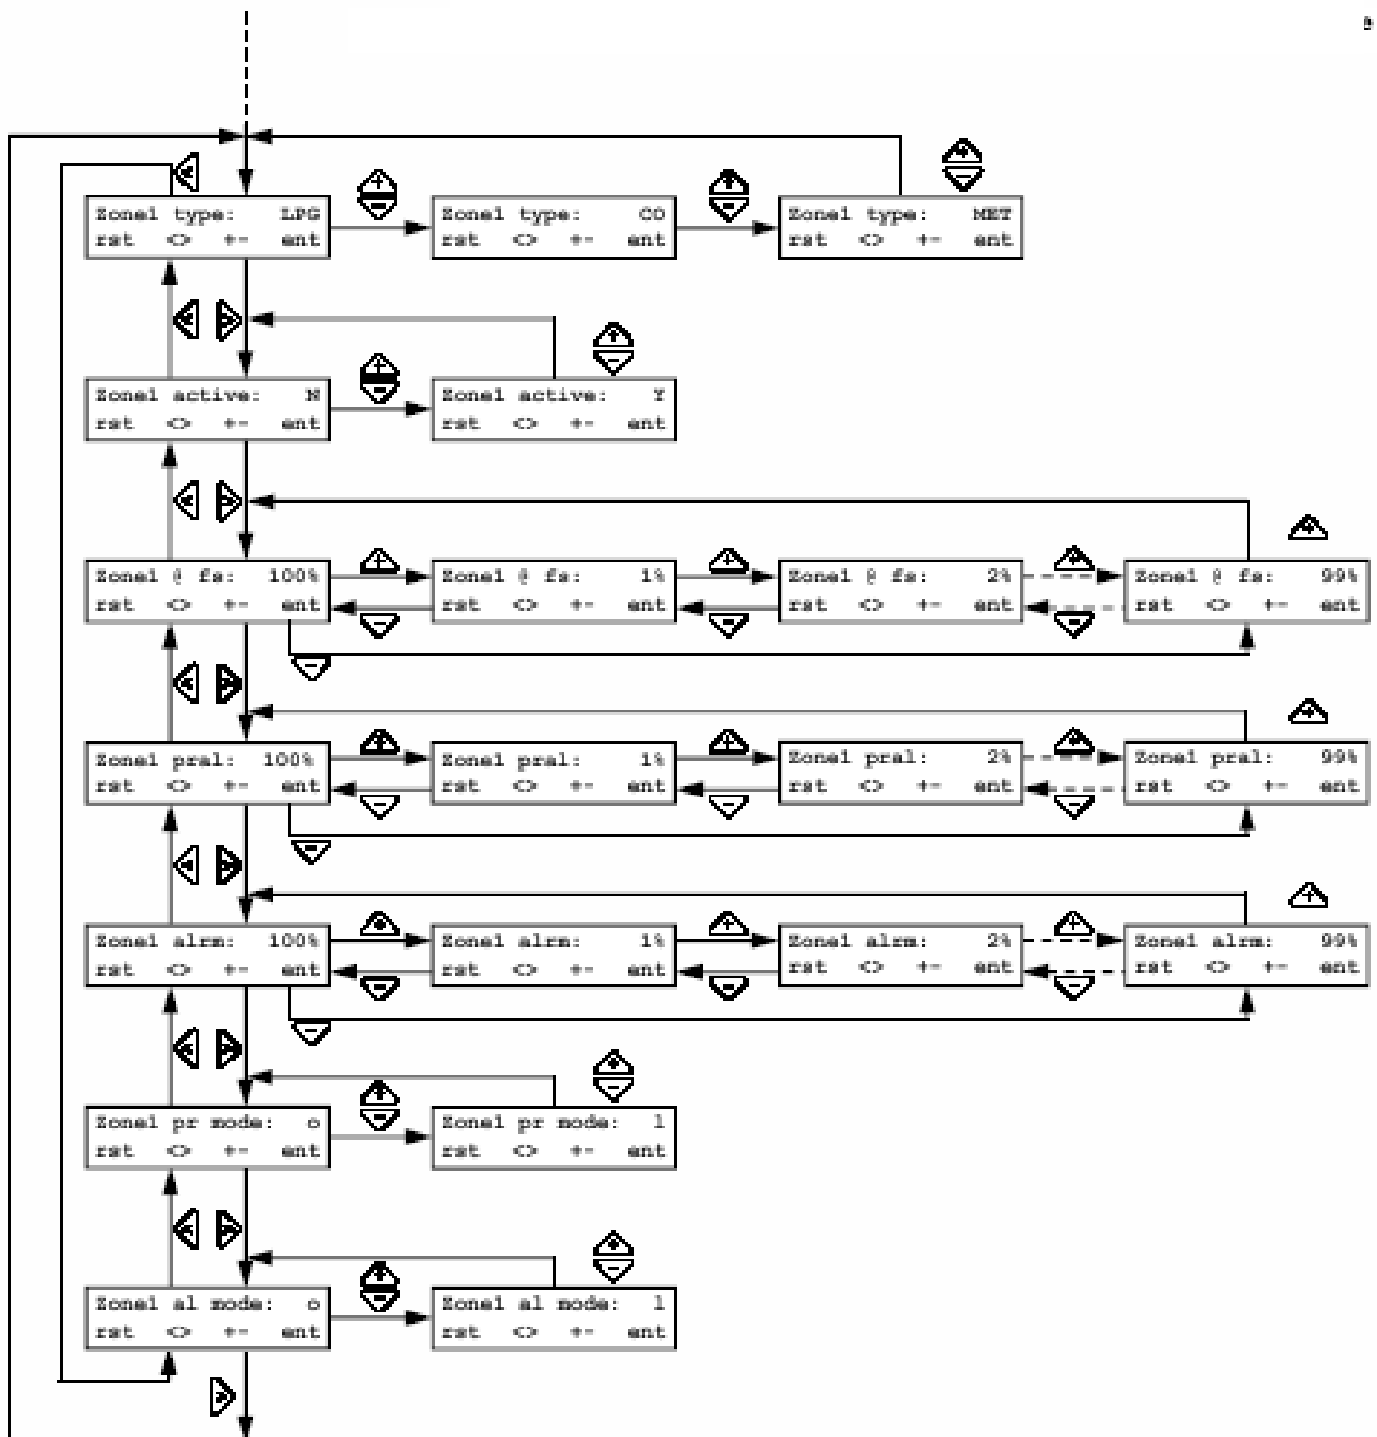 Zone1 type: LPG
rst <> +- ent
Zone1 type: CO
rst <> +- ent
Zone1 type: MET
rst <> +- ent
Zone1 active: N
rst <> +- ent
Zone1 active: Y
rst <> +- ent
Zone1 @ fs: 100%
rst <> +- ent
Zone1 @ fs: 1%
rst <> +- ent
Zone1 @ fs: 2%
rst <> +- ent
Zone1 @ fs: 99%
rst <> +- ent
Zone1 pral: 100%
rst <> +- ent
Zone1 pral: 1%
rst <> +- ent
Zone1 pral: 2%
rst <> +- ent
Zone1 pral: 99%
rst <> +- ent
Zone1 alrm: 100%
rst <> +- ent
Zone1 alrm: 1%
rst <> +- ent
Zone1 alrm: 2%
rst <> +- ent
Zone1 alrm: 99%
rst <> +- ent
Zone1 pr mode: o
rst <> +- ent
Zone1 pr mode: l
rst <> +- ent
Zone1 al mode: o
rst <> +- ent
Zone1 al mode: l
rst <> +- ent